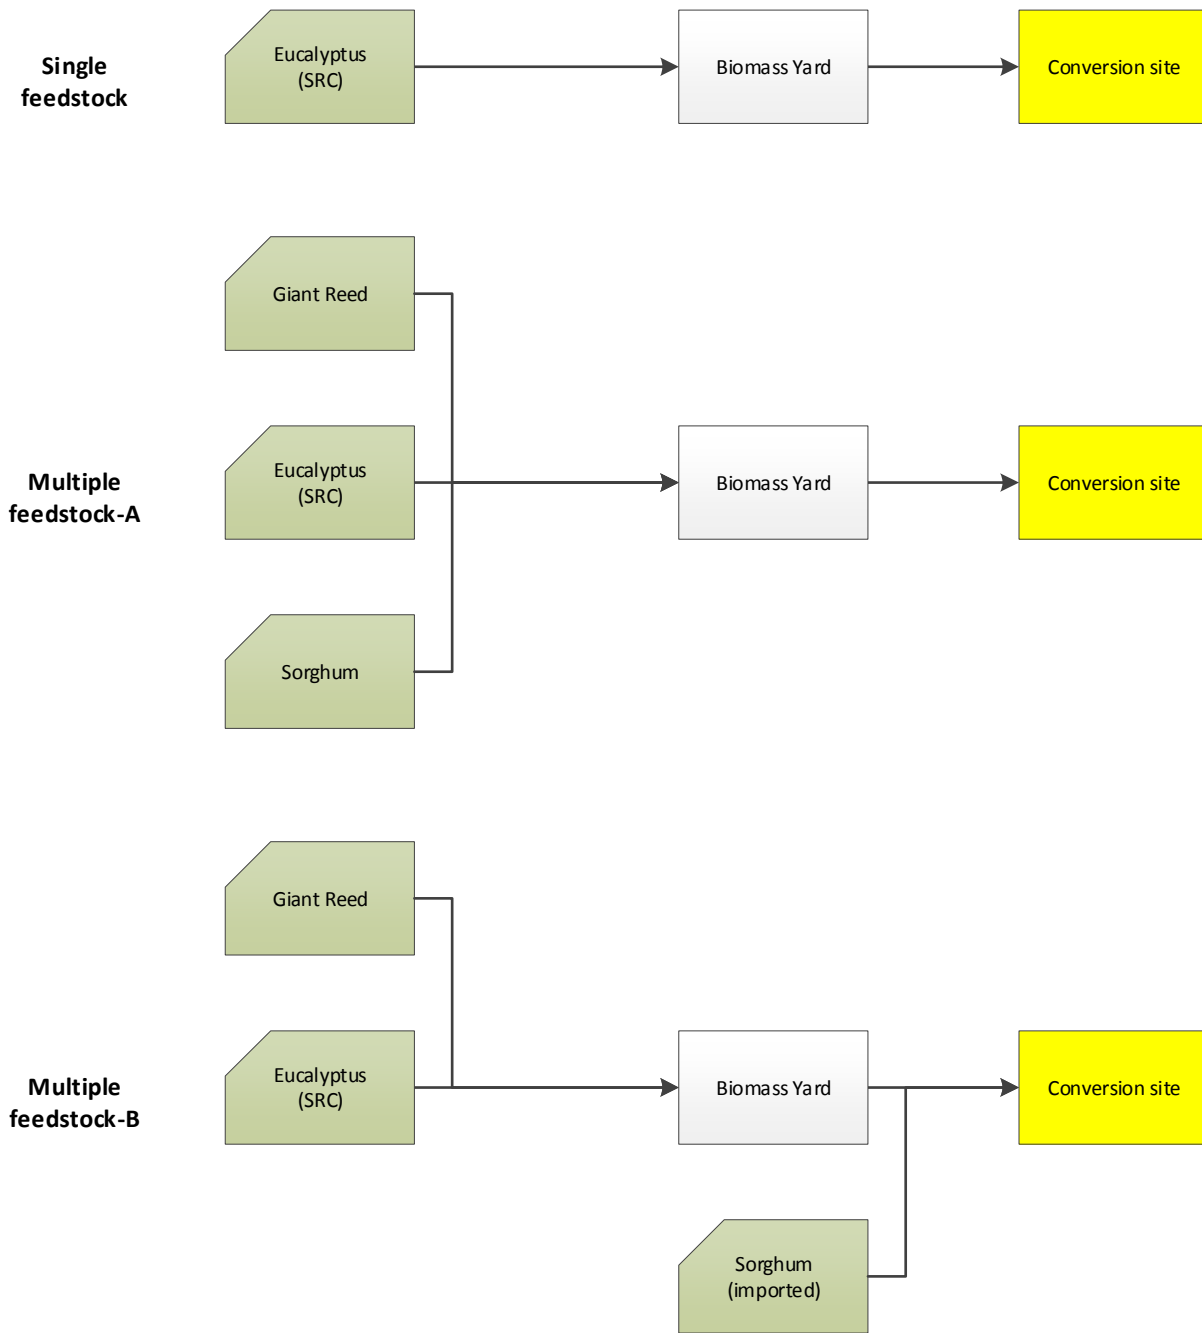 Single
feedstock
Eucalyptus
(SRC)
Biomass Yard
Conversion site
Giant Reed
Multiple
feedstock-A
Eucalyptus
(SRC)
Biomass Yard
Conversion site
Sorghum
Giant Reed
Multiple
feedstock-B
Eucalyptus
(SRC)
Biomass Yard
Conversion site
Sorghum
(imported)